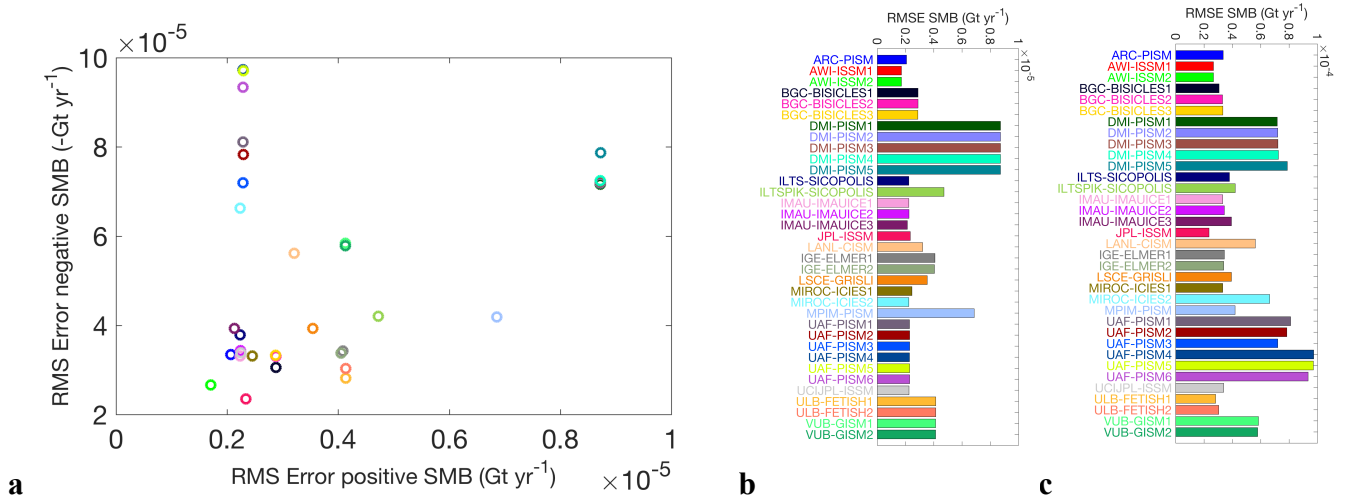 a
×10⁻⁵
10
8
6
4
2
0
0.2
0.4
0.6
0.8
1
×10⁻⁵
RMS Error negative SMB (-Gt yr⁻¹)
RMS Error positive SMB (Gt yr⁻¹)
b
RMSE SMB (Gt yr⁻¹)
0
0.2
0.4
0.6
0.8
1
×10⁻⁵
ARC-PISM
AWI-ISSM1
AWI-ISSM2
BGC-BISICLES1
BGC-BISICLES2
BGC-BISICLES3
DMI-PISM1
DMI-PISM2
DMI-PISM3
DMI-PISM4
DMI-PISM5
ILTS-SICOPOLIS
ILTSPIK-SICOPOLIS
IMAU-IMAUICE1
IMAU-IMAUICE2
IMAU-IMAUICE3
JPL-ISSM
LANL-CISM
IGE-ELMER1
IGE-ELMER2
LSCE-GRISLI
MIROC-ICIES1
MIROC-ICIES2
MPIM-PISM
UAF-PISM1
UAF-PISM2
UAF-PISM3
UAF-PISM4
UAF-PISM5
UAF-PISM6
UCIJPL-ISSM
ULB-FETISH1
ULB-FETISH2
VUB-GISM1
VUB-GISM2
c
RMSE SMB (Gt yr⁻¹)
0
0.2
0.4
0.6
0.8
1
×10⁻⁴
ARC-PISM
AWI-ISSM1
AWI-ISSM2
BGC-BISICLES1
BGC-BISICLES2
BGC-BISICLES3
DMI-PISM1
DMI-PISM2
DMI-PISM3
DMI-PISM4
DMI-PISM5
ILTS-SICOPOLIS
ILTSPIK-SICOPOLIS
IMAU-IMAUICE1
IMAU-IMAUICE2
IMAU-IMAUICE3
JPL-ISSM
LANL-CISM
IGE-ELMER1
IGE-ELMER2
LSCE-GRISLI
MIROC-ICIES1
MIROC-ICIES2
MPIM-PISM
UAF-PISM1
UAF-PISM2
UAF-PISM3
UAF-PISM4
UAF-PISM5
UAF-PISM6
UCIJPL-ISSM
ULB-FETISH1
ULB-FETISH2
VUB-GISM1
VUB-GISM2